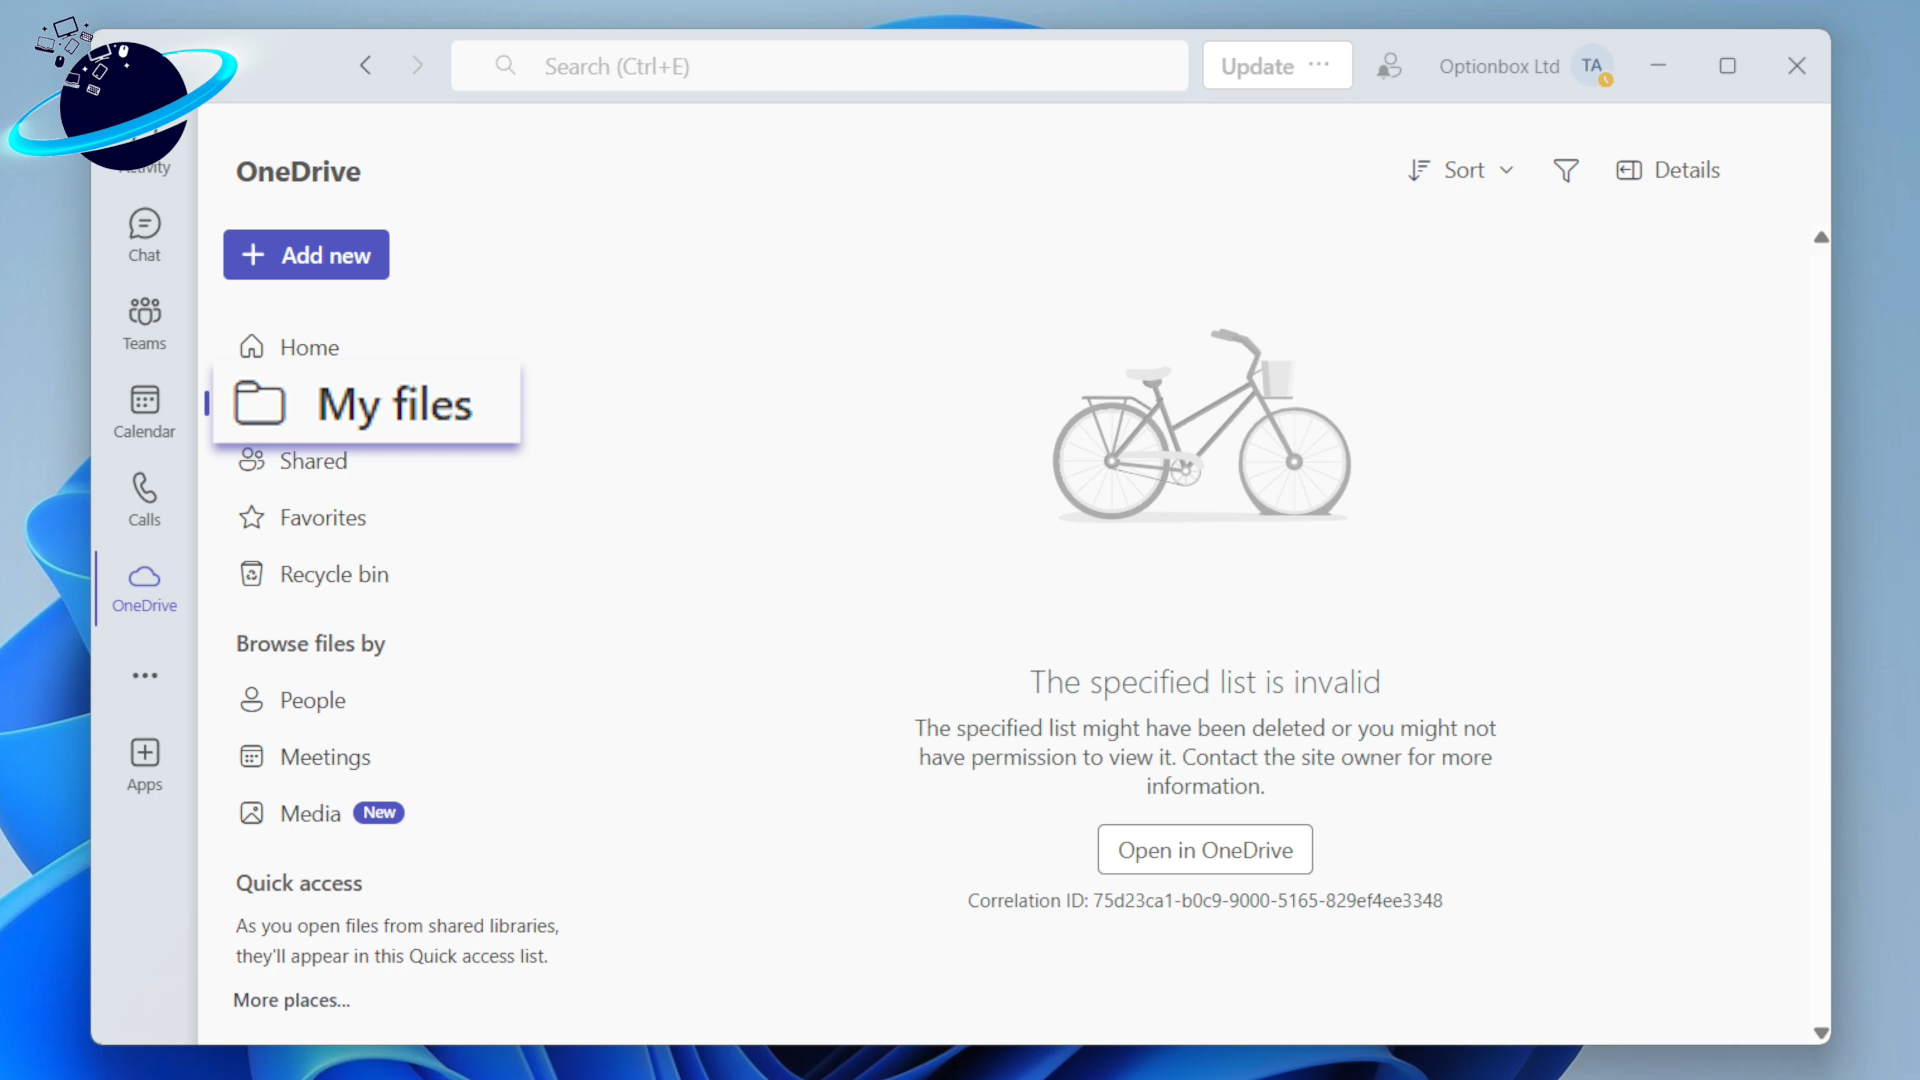 Search (Ctrl+E)
Update ...
Optionbox Ltd
TA
Activity
Chat
Teams
Calendar
Calls
OneDrive
Apps
OneDrive
Sort
Details
Add new
Home
My files
Shared
Favorites
Recycle bin
Browse files by
People
Meetings
Media New
Quick access
As you open files from shared libraries,
they'll appear in this Quick access list.
More places...
The specified list is invalid
The specified list might have been deleted or you might not
have permission to view it. Contact the site owner for more
information.
Open in OneDrive
Correlation ID: 75d23ca1-b0c9-9000-5165-829ef4ee3348